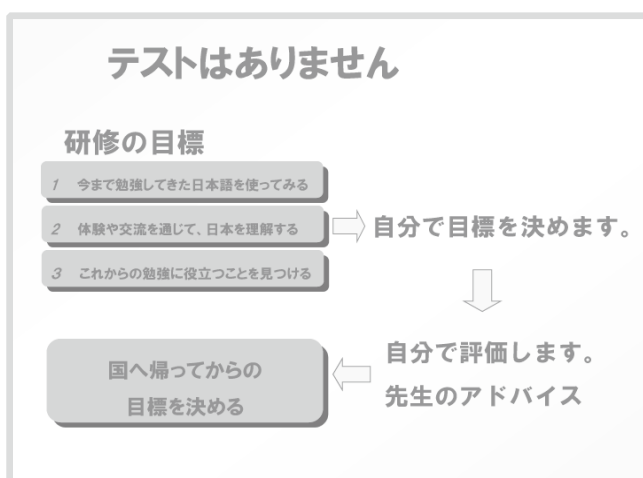 テストはありません
研修の目標
1 今まで勉強してきた日本語を使ってみる
2 体験や交流を通じて、日本を理解する
3 これからの勉強に役立つことを見つける
自分で目標を決めます。
自分で評価します。
先生のアドバイス
国へ帰ってからの
目標を決める